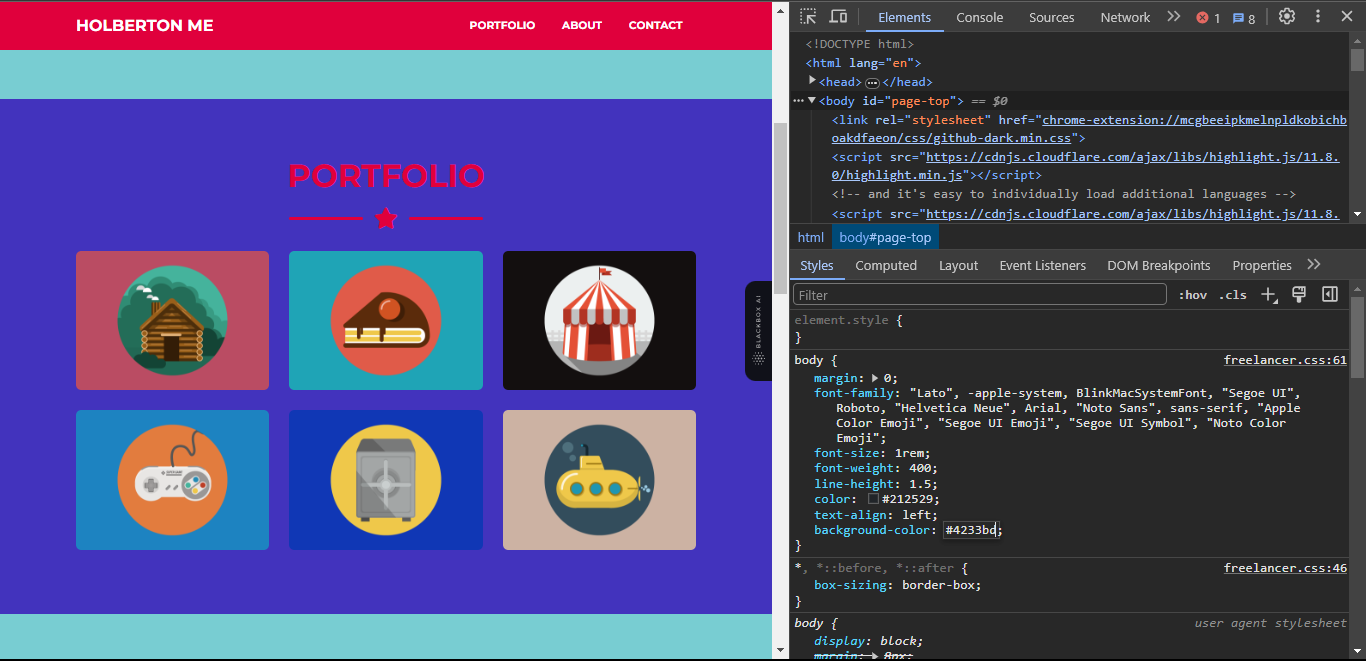 HOLBERTON ME
PORTFOLIO ABOUT CONTACT
PORTFOLIO
BLACKBOX AI
Elements Console Sources Network 1 8
<!DOCTYPE html>
<html lang="en">
<head> ··· </head>
··· <body id="page-top"> == $0
<link rel="stylesheet" href="chrome-extension://mcgbeeipkmelnpldkobichb
oakdfaeon/css/github-dark.min.css">
<script src="https://cdnjs.cloudflare.com/ajax/libs/highlight.js/11.8.
0/highlight.min.js"></script>
<!-- and it's easy to individually load additional languages -->
<script src="https://cdnjs.cloudflare.com/ajax/libs/highlight.js/11.8.
html body#page-top
Styles Computed Layout Event Listeners DOM Breakpoints Properties
Filter :hov .cls
element.style {
}
body { freelancer.css:61
margin: 0;
font-family: "Lato", -apple-system, BlinkMacSystemFont, "Segoe UI",
Roboto, "Helvetica Neue", Arial, "Noto Sans", sans-serif, "Apple
Color Emoji", "Segoe UI Emoji", "Segoe UI Symbol", "Noto Color
Emoji";
font-size: 1rem;
font-weight: 400;
line-height: 1.5;
color: #212529;
text-align: left;
background-color: #4233bd;
}
*, *::before, *::after { freelancer.css:46
box-sizing: border-box;
}
body { user agent stylesheet
display: block;
margin: 8px;